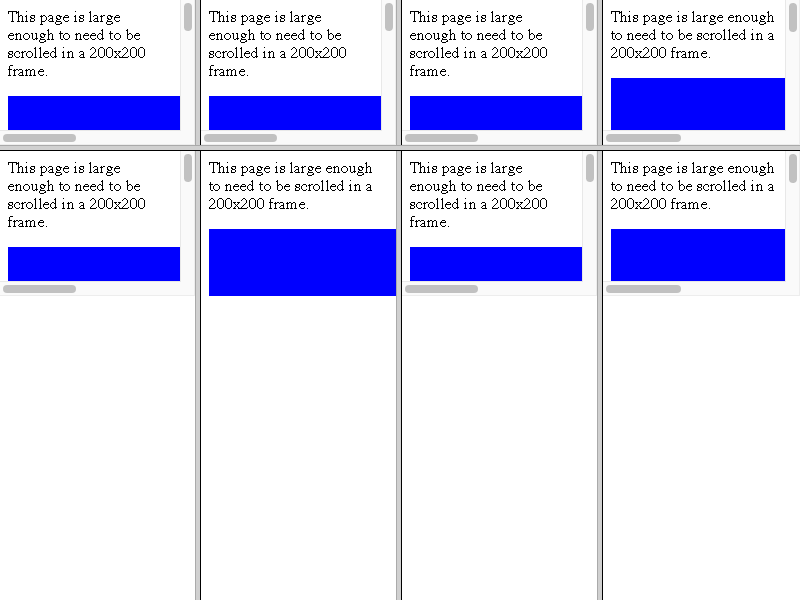 This page is large
enough to need to be
scrolled in a 200x200
frame.
This page is large
enough to need to be
scrolled in a 200x200
frame.
This page is large
enough to need to be
scrolled in a 200x200
frame.
This page is large enough
to need to be scrolled in a
200x200 frame.
This page is large
enough to need to be
scrolled in a 200x200
frame.
This page is large enough
to need to be scrolled in a
200x200 frame.
This page is large
enough to need to be
scrolled in a 200x200
frame.
This page is large enough
to need to be scrolled in a
200x200 frame.